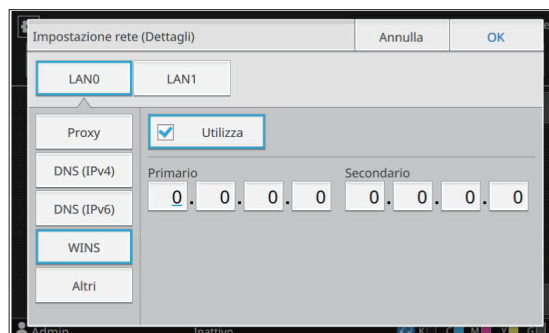 Impostazione rete (Dettagli)
Annulla
OK
LAN0
LAN1
Proxy
Utilizza
DNS (IPv4)
Primario
Secondario
0. 0. 0. 0
0. 0. 0. 0
DNS (IPv6)
WINS
Altri
Admin
Inattivo
K
C
M
Y
G